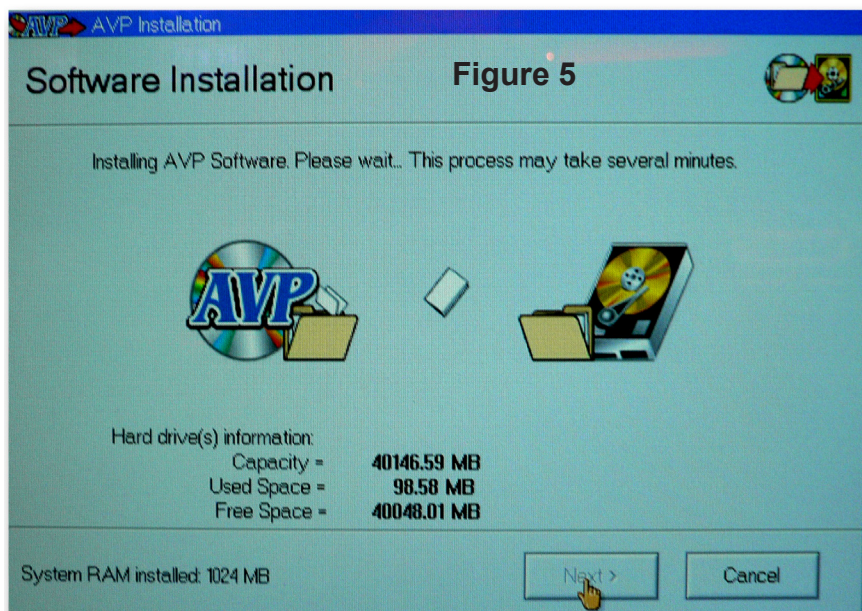 AVP AVP Installation
Software Installation
Figure 5
Installing AVP Software. Please wait... This process may take several minutes.
AVP
Hard drive(s) information:
Capacity = 40146.59 MB
Used Space = 98.58 MB
Free Space = 40048.01 MB
System RAM installed: 1024 MB
Next >
Cancel